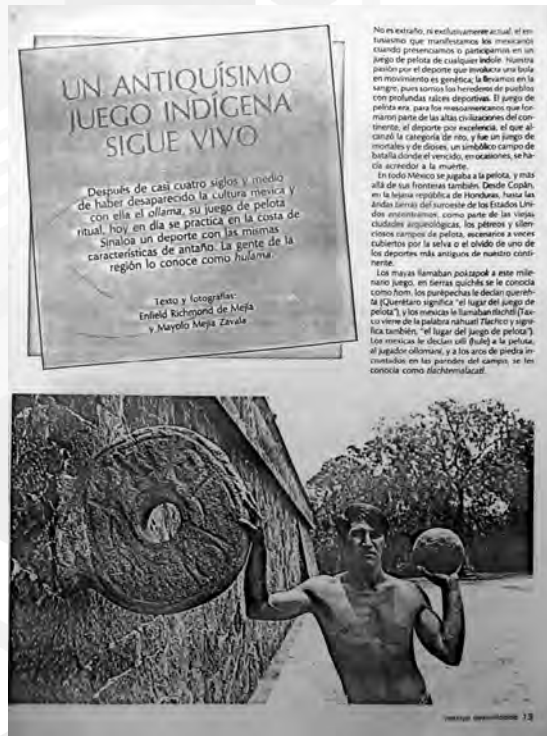 UN ANTIQUÍSIMO
JUEGO INDÍGENA
SIGUE VIVO
Después de casi cuatro siglos y medio
de haber desaparecido la cultura mexica y
con ella el ollama, su juego de pelota
ritual, hoy en día se practica en la costa de
Sinaloa un deporte con las mismas
características de antaño. La gente de la
región lo conoce como hulama.
Texto y fotografías:
Enfield Richmond de Mejía
y Mayolo Mejía Zavala
No es extraño, ni exclusivamente actual, el en-
tusiasmo que manifestamos los mexicanos
cuando presenciamos o participamos en un
juego de pelota de cualquier índole. Nuestra
pasión por el deporte que involucra una bola
en movimiento es genética; la llevamos en la
sangre, pues somos los herederos de pueblos
con profundas raíces deportivas. El juego de
pelota era, para los mesoamericanos que for-
maron parte de las altas civilizaciones del con-
tinente, el deporte por excelencia, el que al-
canzó la categoría de rito, y fue un juego de
mortales y de dioses, un simbólico campo de
batalla donde el vencido, en ocasiones, se ha-
cía acreedor a la muerte.
En todo México se jugaba a la pelota, y más
allá de sus fronteras también. Desde Copán,
en la lejana república de Honduras, hasta las
áridas tierras del suroeste de los Estados Uni-
dos encontramos, como parte de las viejas
ciudades arqueológicas, los pétreos y silen-
ciosos campos de pelota, escenarios a veces
cubiertos por la selva o el olvido de uno de
los deportes más antiguos de nuestro conti-
nente.
Los mayas llamaban poktapok a este mile-
nario juego, en tierras quichés se le conocía
como hom, los purépechas le decían
(Querétaro significa "el lugar del juego de
pelota"), y los mexicas le llamaban tlachtli (Tax-
co viene de la palabra náhuatl Tlachco y signi-
fica también, "el lugar del juego de pelota").
Los mexicas le decían ulli (hule) a la pelota,
al jugador ollomani, y a los aros de piedra in-
crustados en las paredes del campo, se les
conocía como tlachtemalacatl.
13